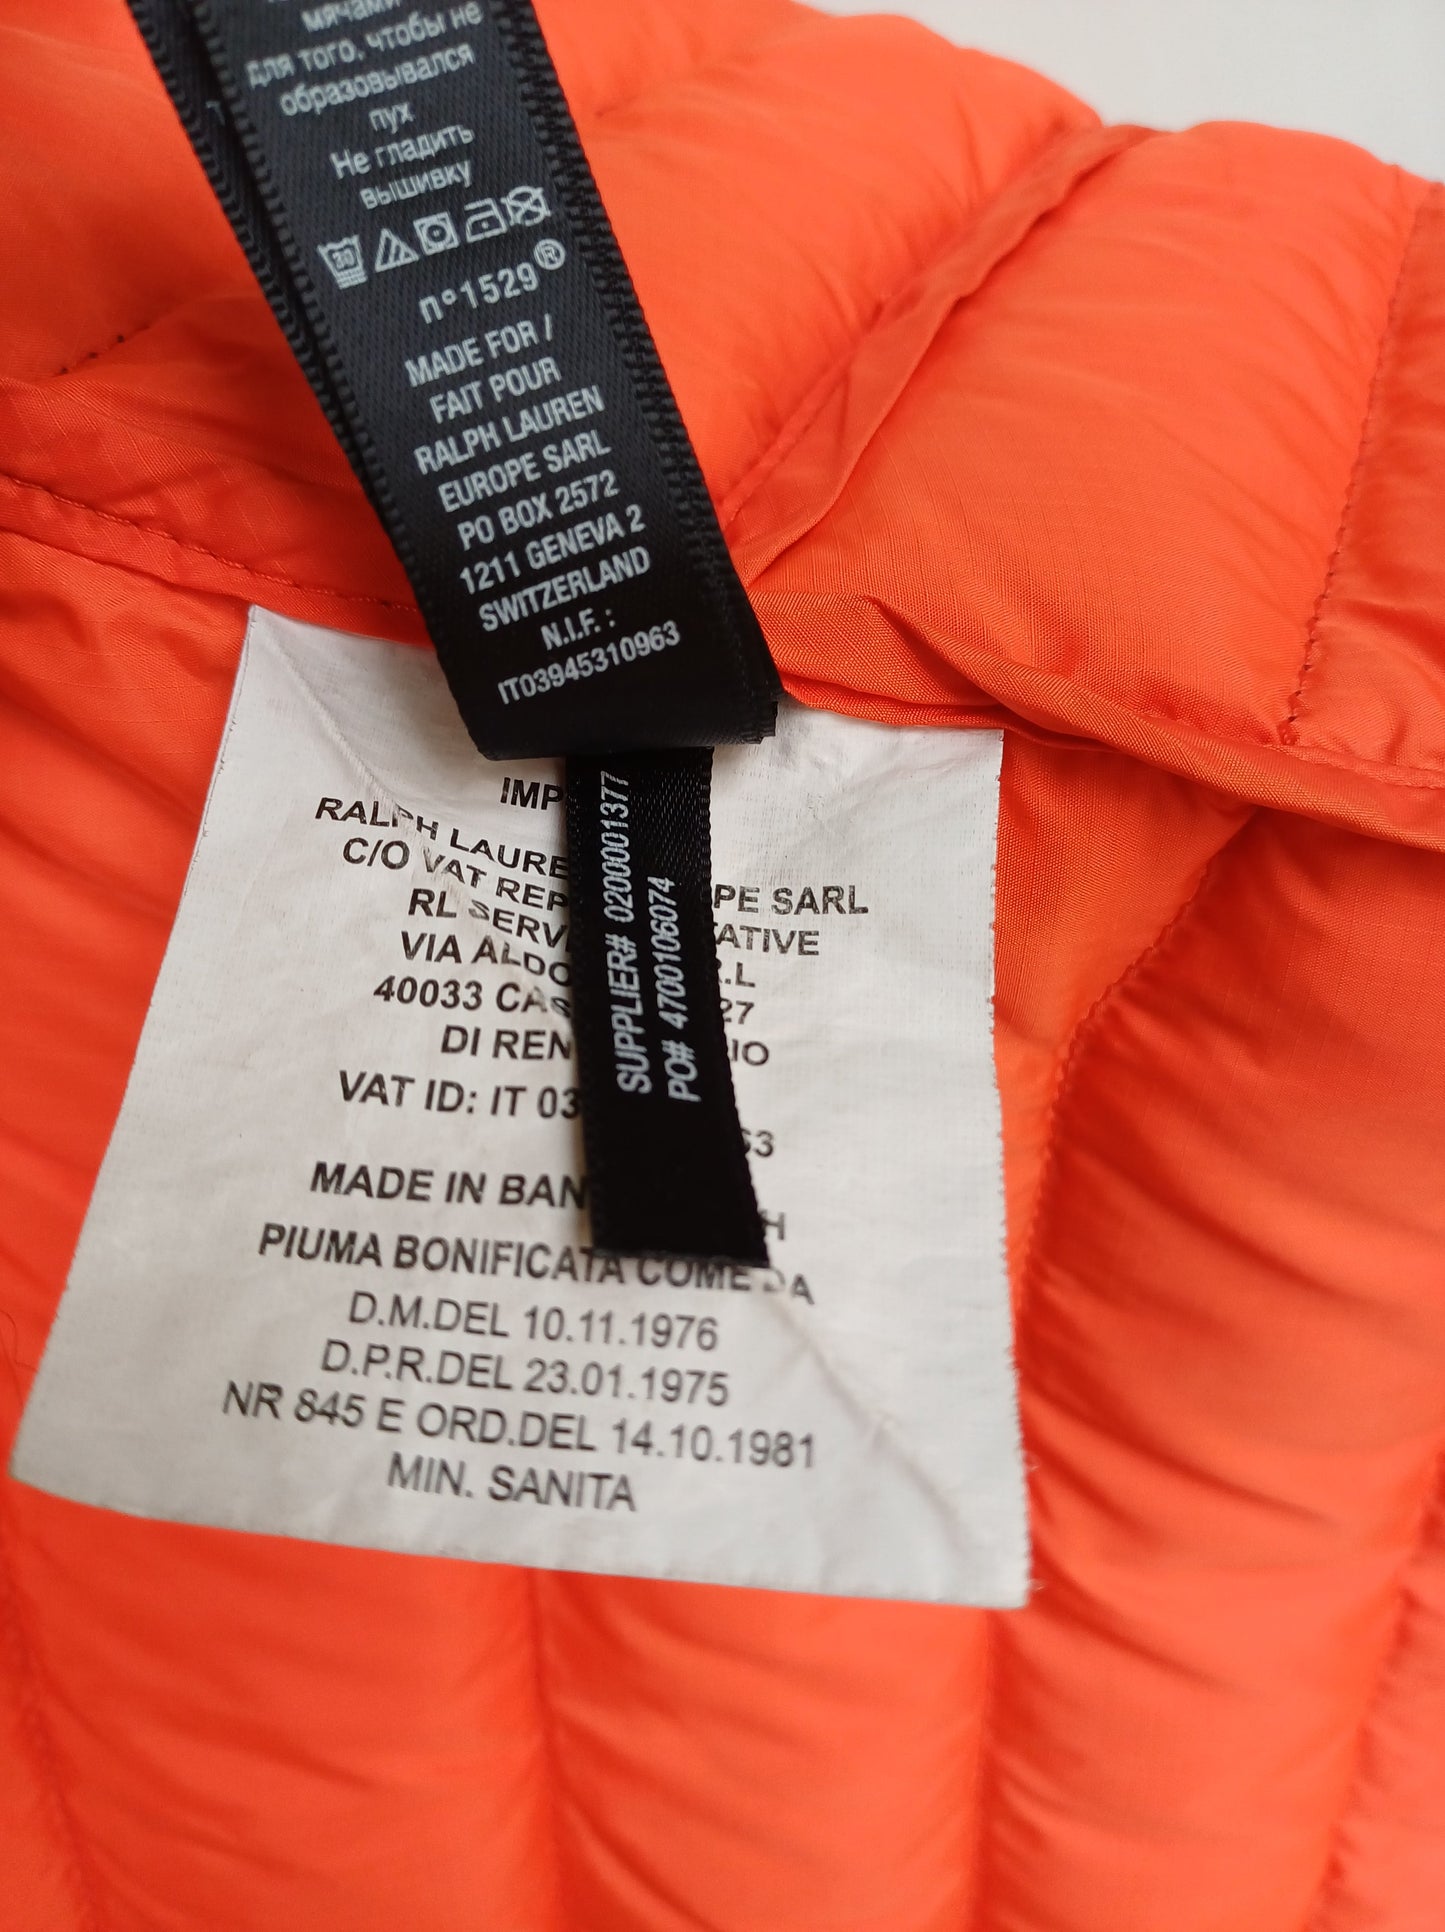 мячами
для того, чтобы не
образовывался
пух
Не гладить
вышивку
30
n°1529®
MADE FOR /
FAIT POUR
RALPH LAUREN
EUROPE SARL
PO BOX 2572
1211 GENEVA 2
SWITZERLAND
N.I.F. :
IT03945310963
SUPPLIER# 0200001377
PO# 4700106074
IMP
RALPH LAURE PE SARL
C/O VAT REP TATIVE
RL SERV .L
VIA ALDO 27
40033 CAS
DI REN IO
VAT ID: IT 03 63
MADE IN BAN H
PIUMA BONIFICATA COME DA
D.M.DEL 10.11.1976
D.P.R.DEL 23.01.1975
NR 845 E ORD.DEL 14.10.1981
MIN. SANITA